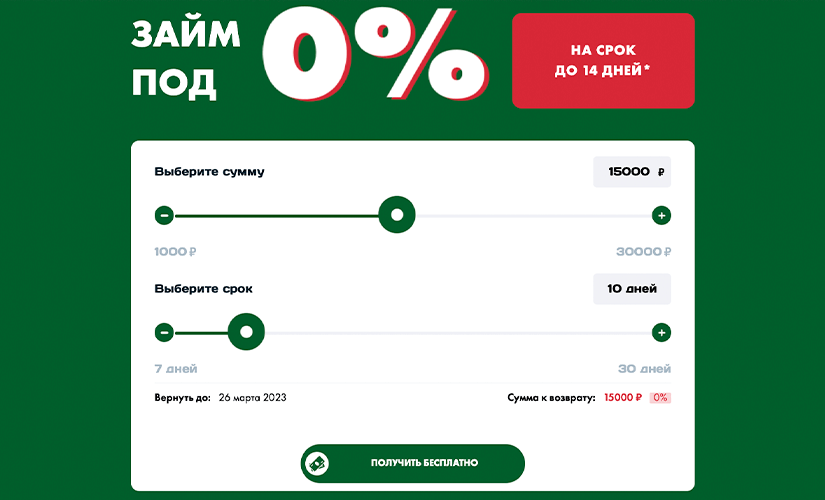 ЗАЙМ
ПОД
0%
НА СРОК
ДО 14 ДНЕЙ*
Выберите сумму
15000 ₽
1000 ₽
30000 ₽
Выберите срок
10 дней
7 дней
30 дней
Вернуть до: 26 марта 2023
Сумма к возврату: 15000 ₽ 0%
ПОЛУЧИТЬ БЕСПЛАТНО